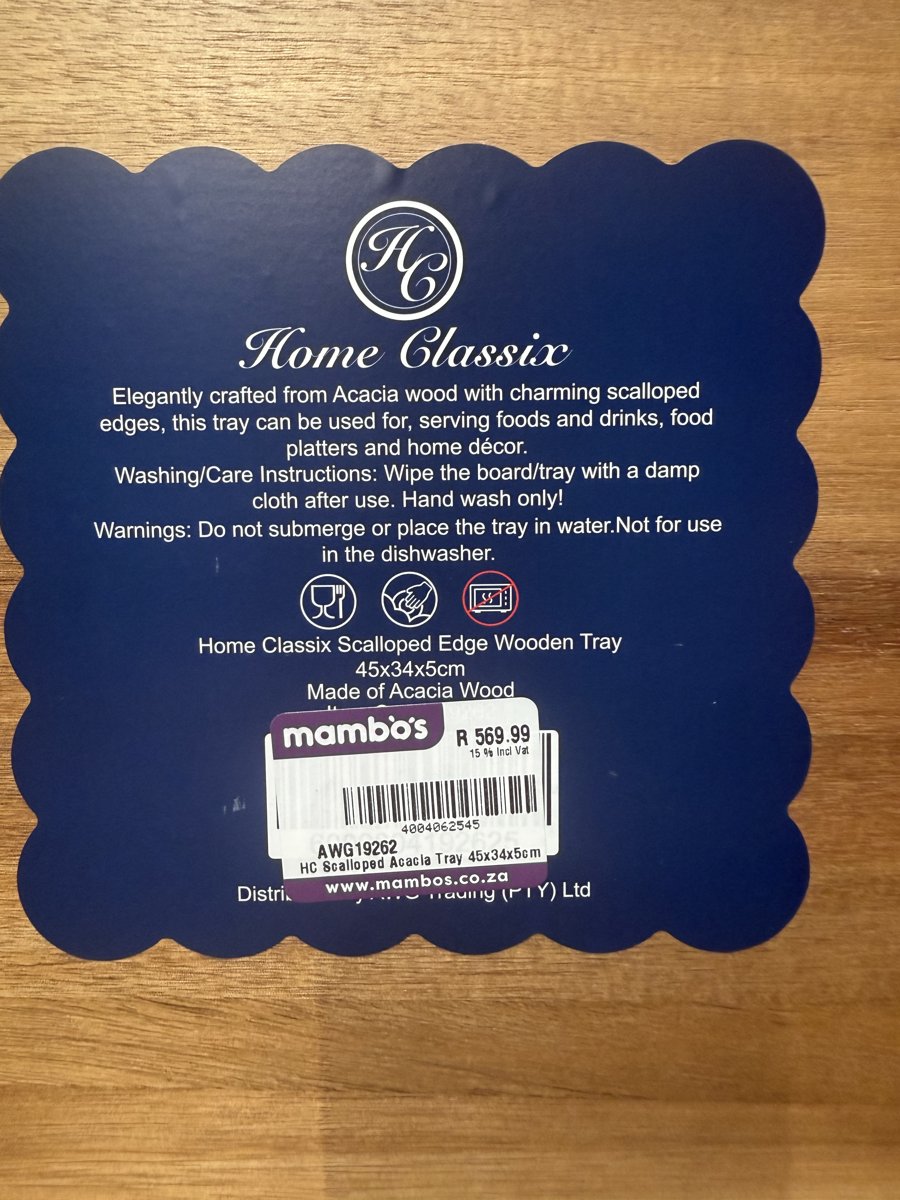 HC
Home Classix
Elegantly crafted from Acacia wood with charming scalloped
edges, this tray can be used for, serving foods and drinks, food
platters and home décor.
Washing/Care Instructions: Wipe the board/tray with a damp
cloth after use. Hand wash only!
Warnings: Do not submerge or place the tray in water.Not for use
in the dishwasher.
Home Classix Scalloped Edge Wooden Tray
45x34x5cm
Made of Acacia Wood
mambo's
R 569.99
15 % Incl Vat
4004062545
AWG19262
HC Scalloped Acacia Tray 45x34x5cm
www.mambos.co.za
Trading (PTY) Ltd